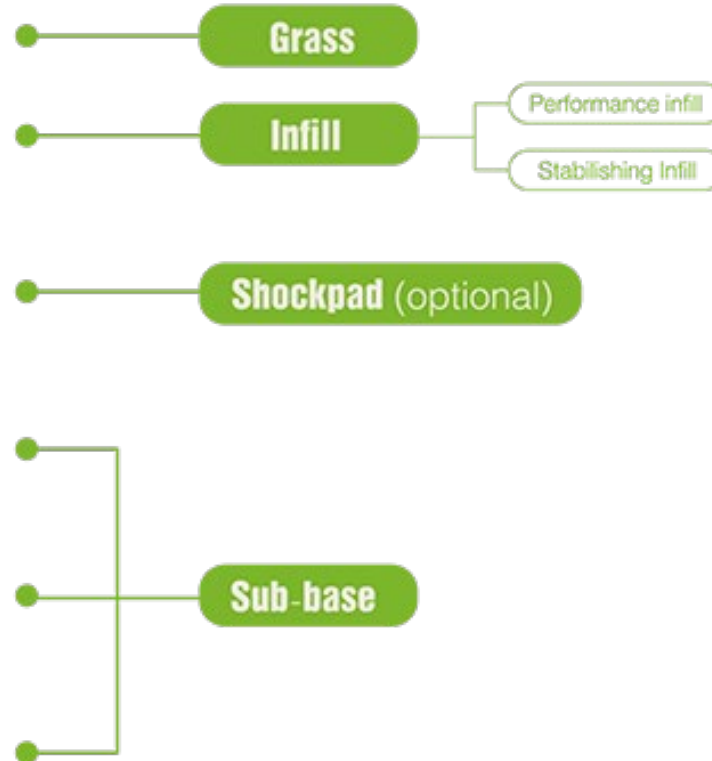 Grass
Infill
Performance infill
Stabilishing Infill
Shockpad (optional)
Sub-base